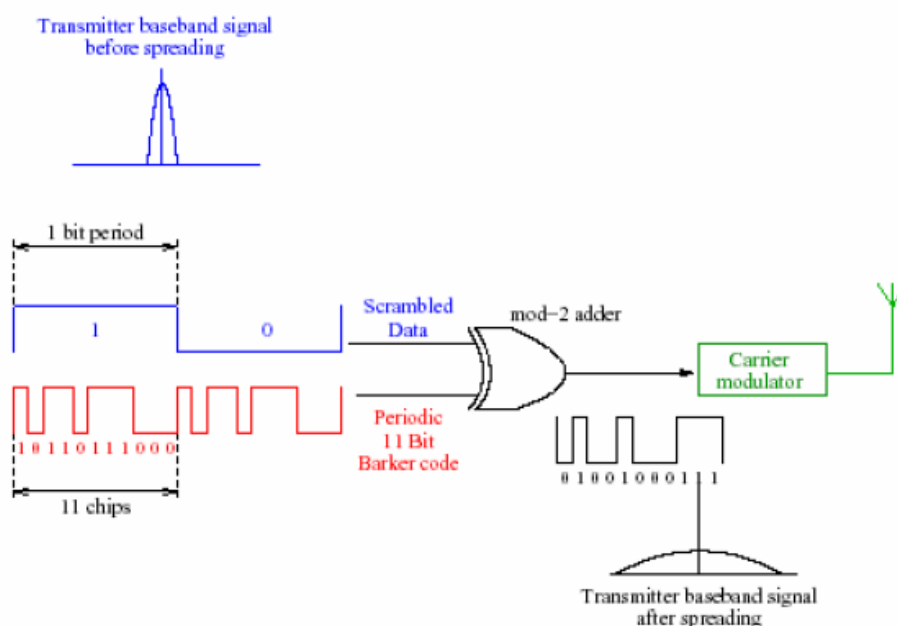 Transmitter baseband signal
before spreading
1 bit period
1 0
Scrambled
Data
mod-2 adder
Carrier
modulator
1 0 1 1 0 1 1 1 0 0 0
Periodic
11 Bit
Barker code
11 chips
0 1 0 0 1 0 0 0 1 1 1
Transmitter baseband signal
after spreading